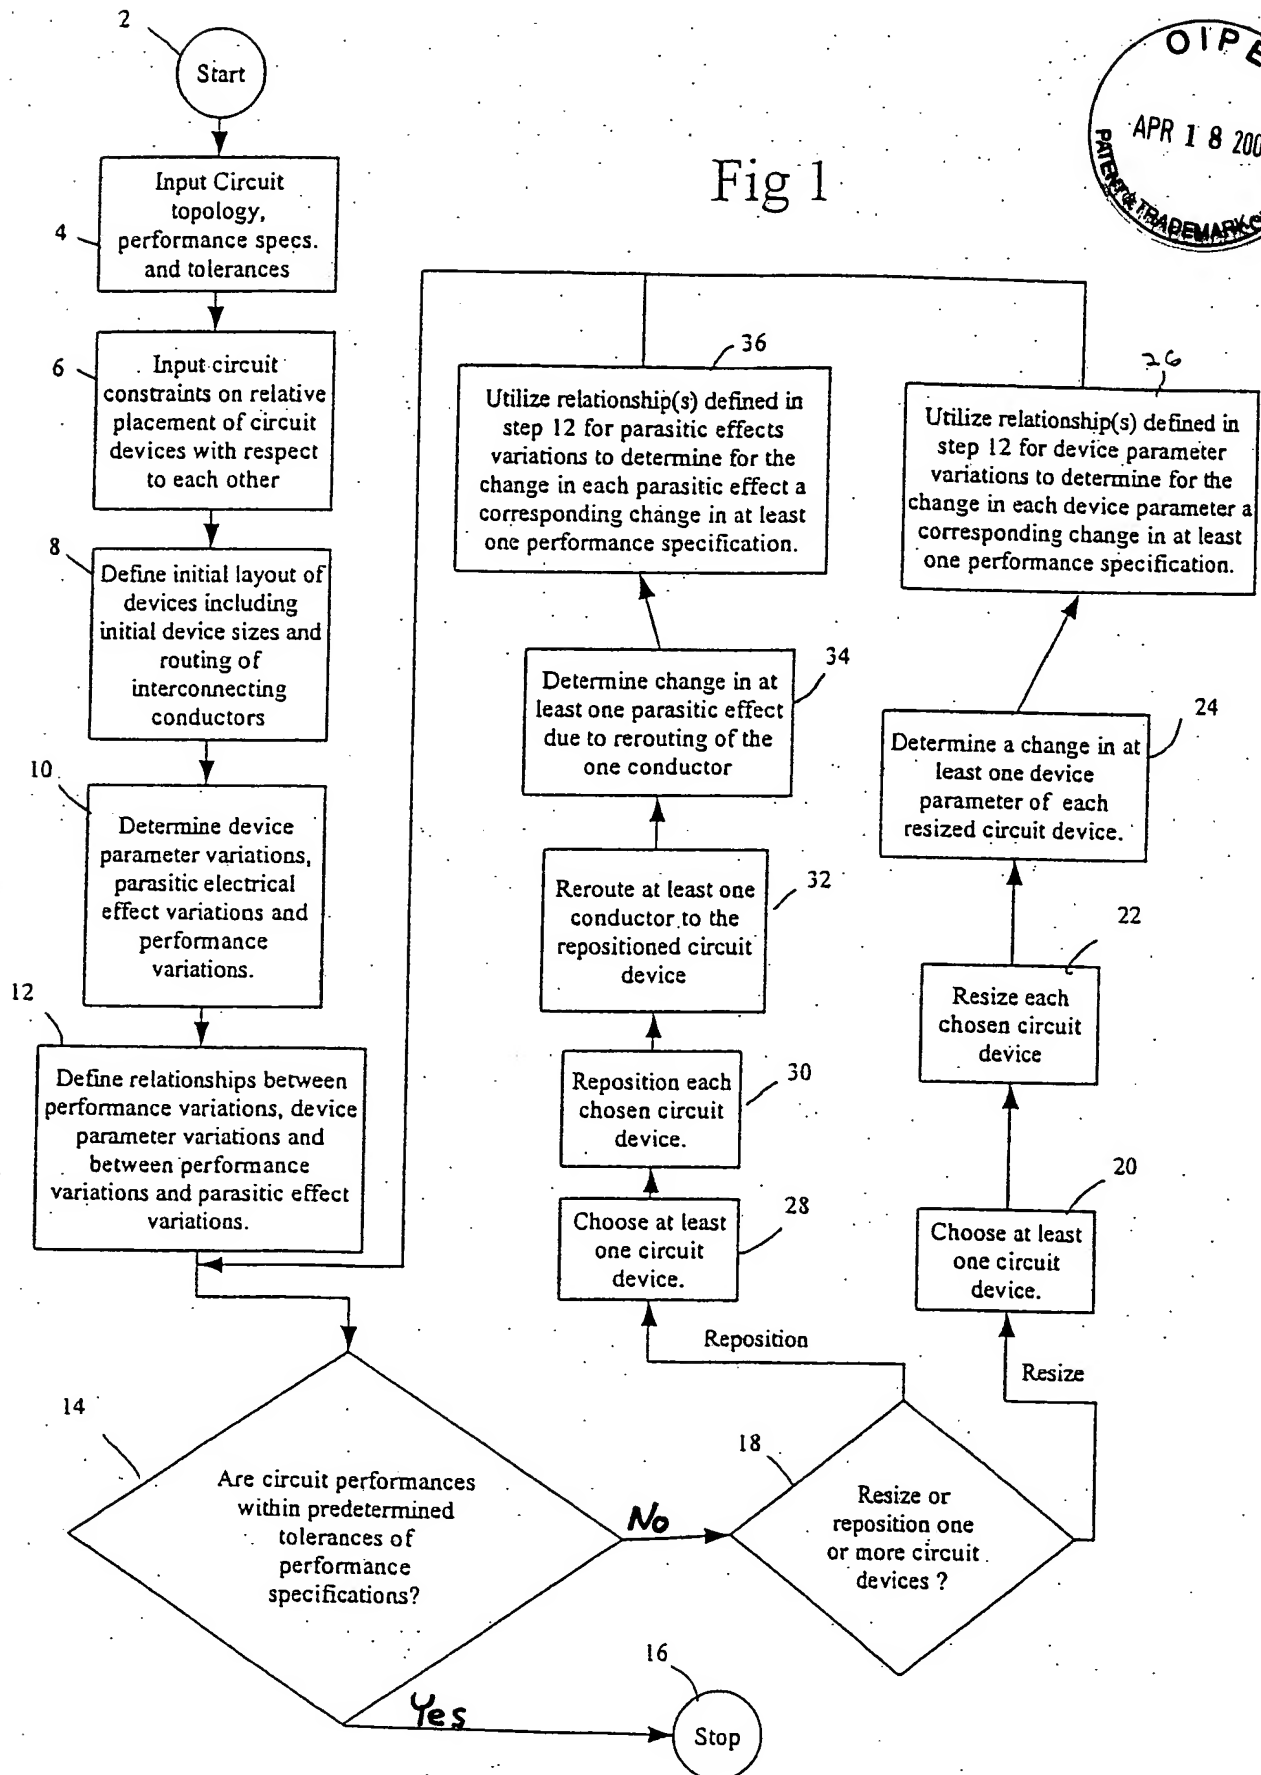 2
Start
OIPE
APR 18 200
PATENT & TRADEMARK
Fig 1
4
Input Circuit
topology,
performance specs.
and tolerances
6
Input circuit
constraints on relative
placement of circuit
devices with respect
to each other
8
Define initial layout of
devices including
initial device sizes and
routing of
interconnecting
conductors
10
Determine device
parameter variations,
parasitic electrical
effect variations and
performance
variations.
12
Define relationships between
performance variations, device
parameter variations and
between performance
variations and parasitic effect
variations.
36
Utilize relationship(s) defined in
step 12 for parasitic effects
variations to determine for the
change in each parasitic effect a
corresponding change in at least
one performance specification.
26
Utilize relationship(s) defined in
step 12 for device parameter
variations to determine for the
change in each device parameter a
corresponding change in at least
one performance specification.
34
Determine change in at
least one parasitic effect
due to rerouting of the
one conductor
24
Determine a change in at
least one device
parameter of each
resized circuit device.
32
Reroute at least one
conductor to the
repositioned circuit
device
22
Resize each
chosen circuit
device
30
Reposition each
chosen circuit
device.
28
Choose at least
one circuit
device.
20
Choose at least
one circuit
device.
Reposition
Resize
14
Are circuit performances
within predetermined
tolerances of
performance
specifications?
No
18
Resize or
reposition one
or more circuit
devices ?
Yes
16
Stop